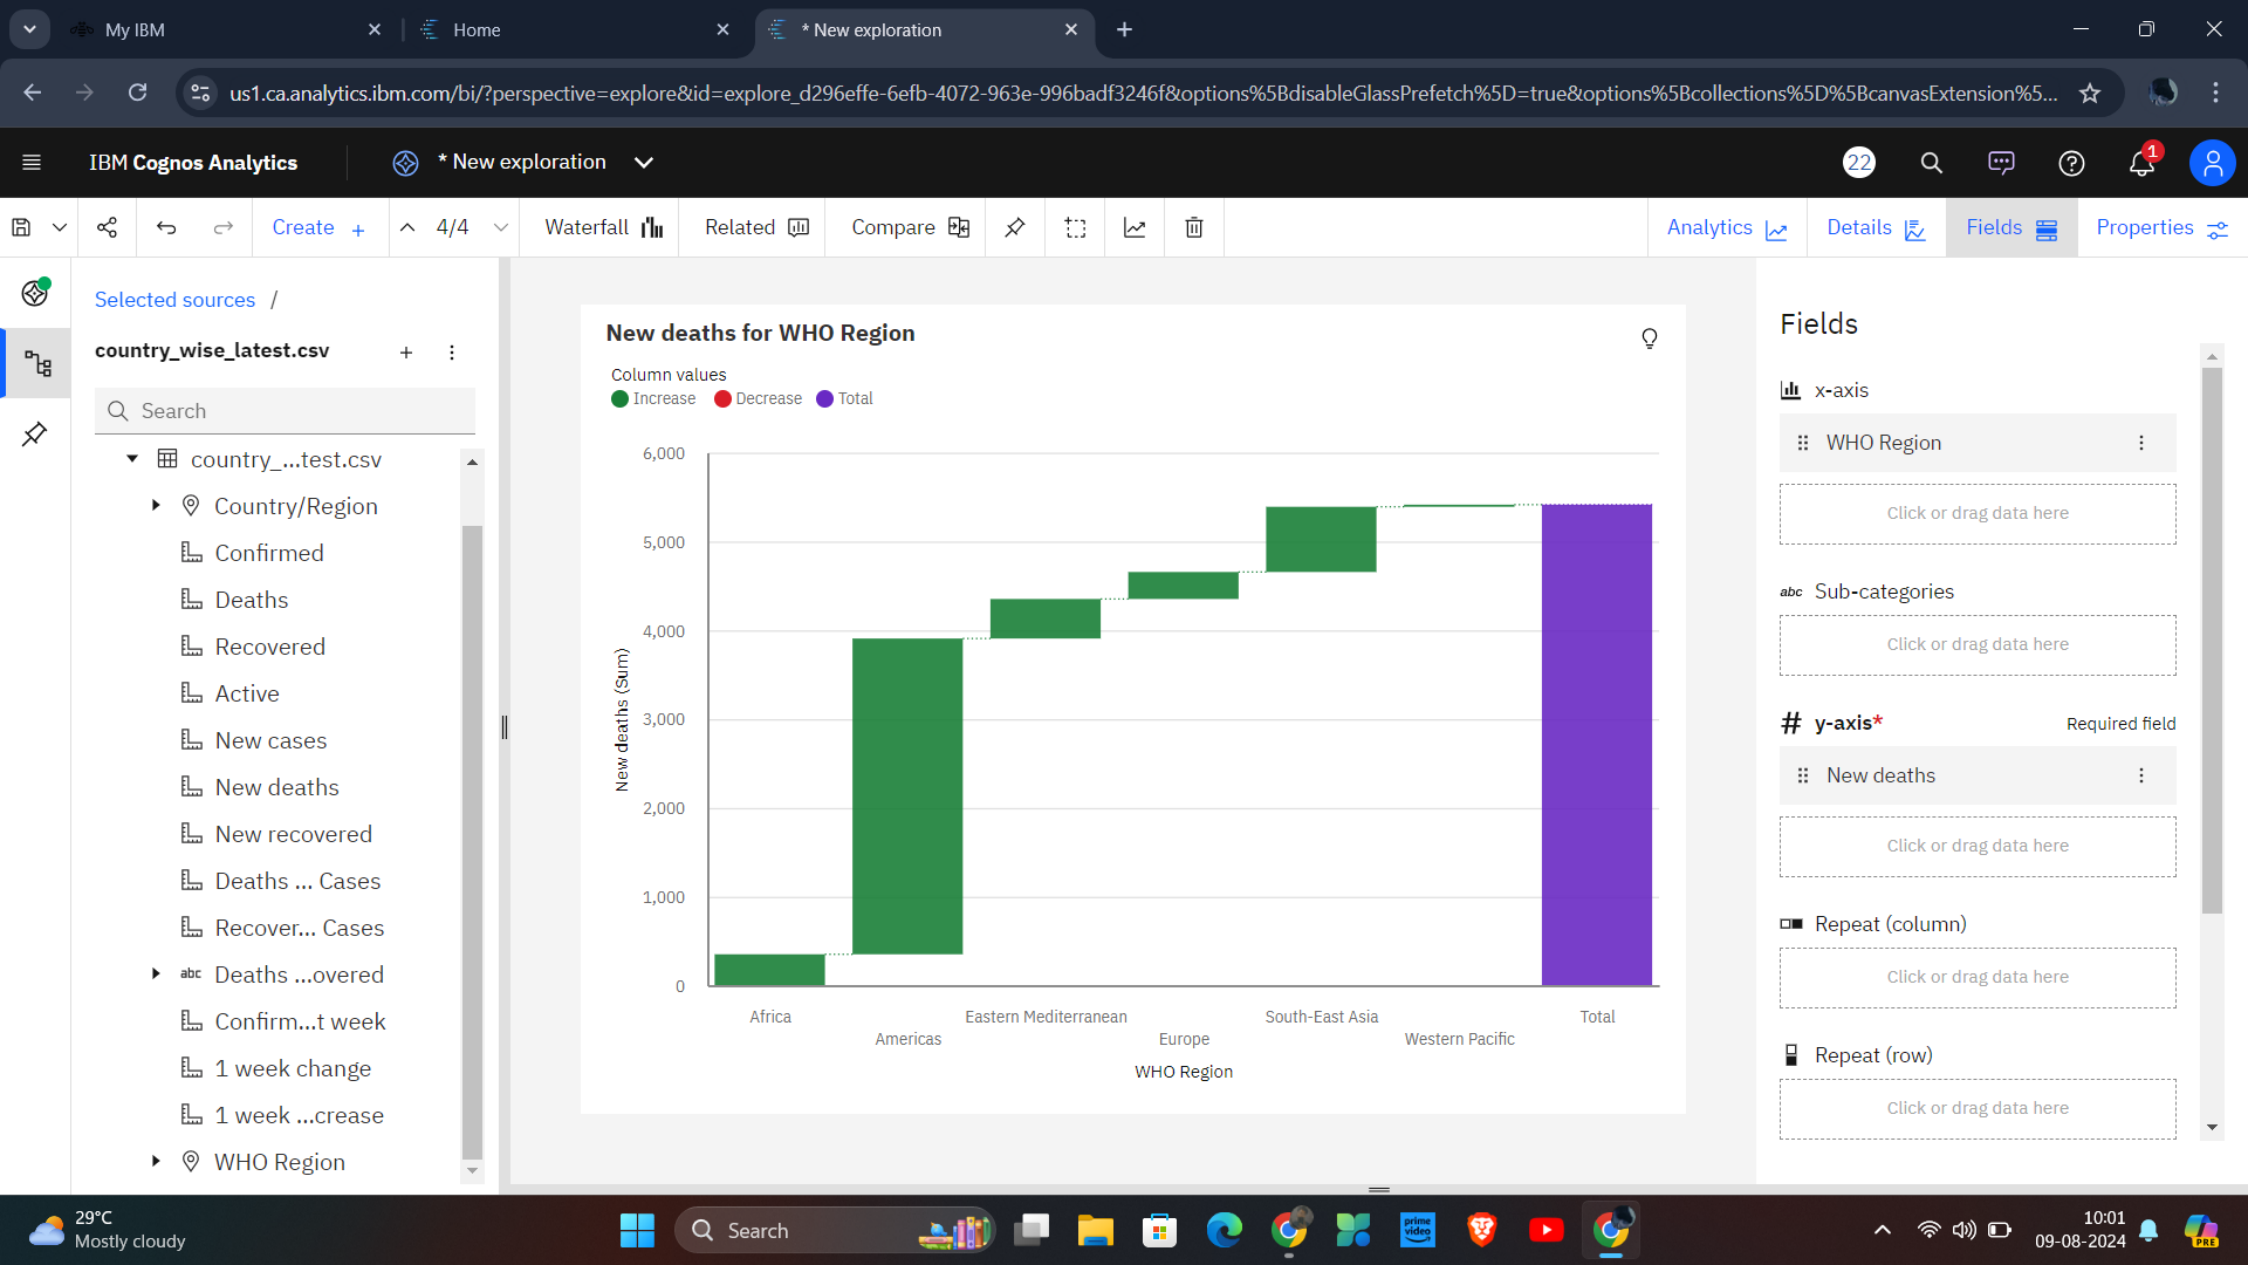 My IBM
Home
* New exploration
us1.ca.analytics.ibm.com/bi/?perspective=explore&id=explore_d296effe-6efb-4072-963e-996badf3246f&options%5BdisableGlassPrefetch%5D=true&options%5Bcollections%5D%5BcanvasExtension%5...
IBM Cognos Analytics
* New exploration
22
1
Create +
4/4
Waterfall
Related
Compare
Analytics
Details
Fields
Properties
Selected sources /
country_wise_latest.csv
Search
country_...test.csv
Country/Region
Confirmed
Deaths
Recovered
Active
New cases
New deaths
New recovered
Deaths ... Cases
Recover... Cases
abc Deaths ...overed
Confirm...t week
1 week change
1 week ...crease
WHO Region
New deaths for WHO Region
Column values
Increase Decrease Total
6,000
5,000
4,000
3,000
2,000
1,000
0
New deaths (Sum)
Africa
Americas
Eastern Mediterranean
Europe
South-East Asia
Western Pacific
Total
WHO Region
Fields
x-axis
WHO Region
Click or drag data here
abc Sub-categories
Click or drag data here
# y-axis* Required field
New deaths
Click or drag data here
Repeat (column)
Click or drag data here
Repeat (row)
Click or drag data here
29°C
Mostly cloudy
Search
prime video
10:01
09-08-2024
PRE